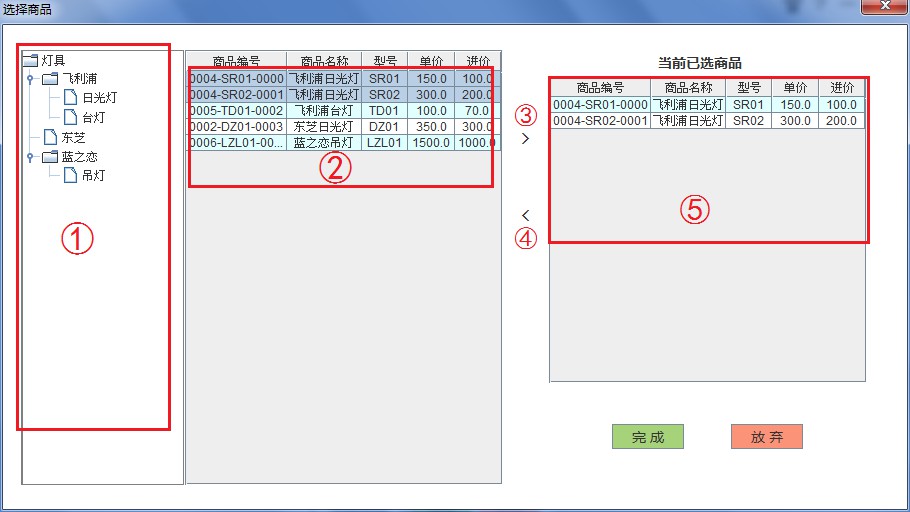 选择商品
灯具
飞利浦
日光灯
台灯
东芝
蓝之恋
吊灯
①
商品编号 商品名称 型号 单价 进价
0004-SR01-0000 飞利浦日光灯 SR01 150.0 100.0
0004-SR02-0001 飞利浦日光灯 SR02 300.0 200.0
0005-TD01-0002 飞利浦台灯 TD01 100.0 70.0
0002-DZ01-0003 东芝日光灯 DZ01 350.0 300.0
0006-LZL01-00... 蓝之恋吊灯 LZL01 1500.0 1000.0
②
③
>
<
④
当前已选商品
商品编号 商品名称 型号 单价 进价
0004-SR01-0000 飞利浦日光灯 SR01 150.0 100.0
0004-SR02-0001 飞利浦日光灯 SR02 300.0 200.0
⑤
完成 放弃